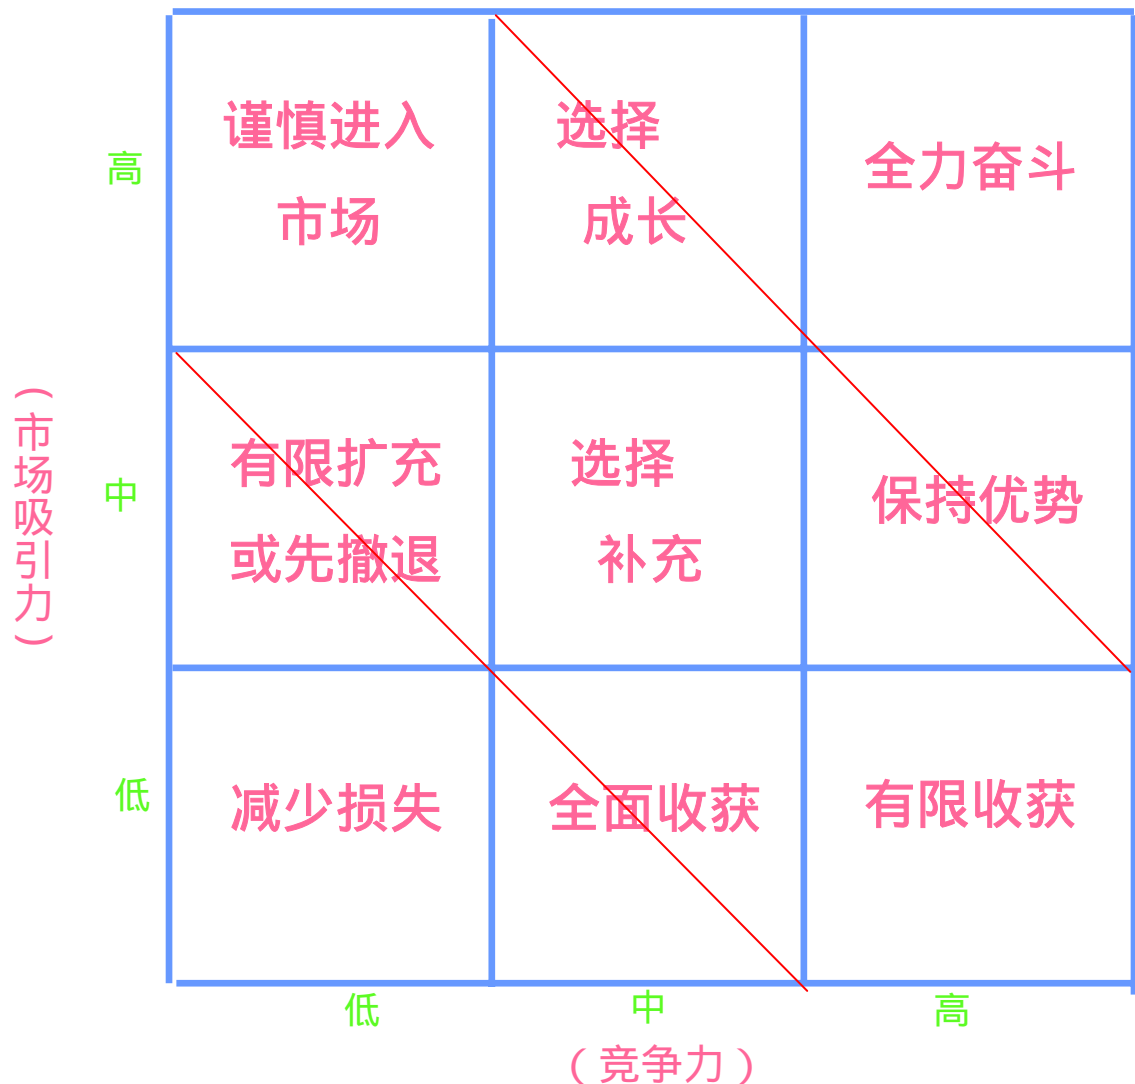 谨慎进入
市场
选择
成长
全力奋斗
高
有限扩充
或先撤退
选择
补充
保持优势
中
（市场吸引力）
减少损失
全面收获
有限收获
低
低
中
高
（竞争力）